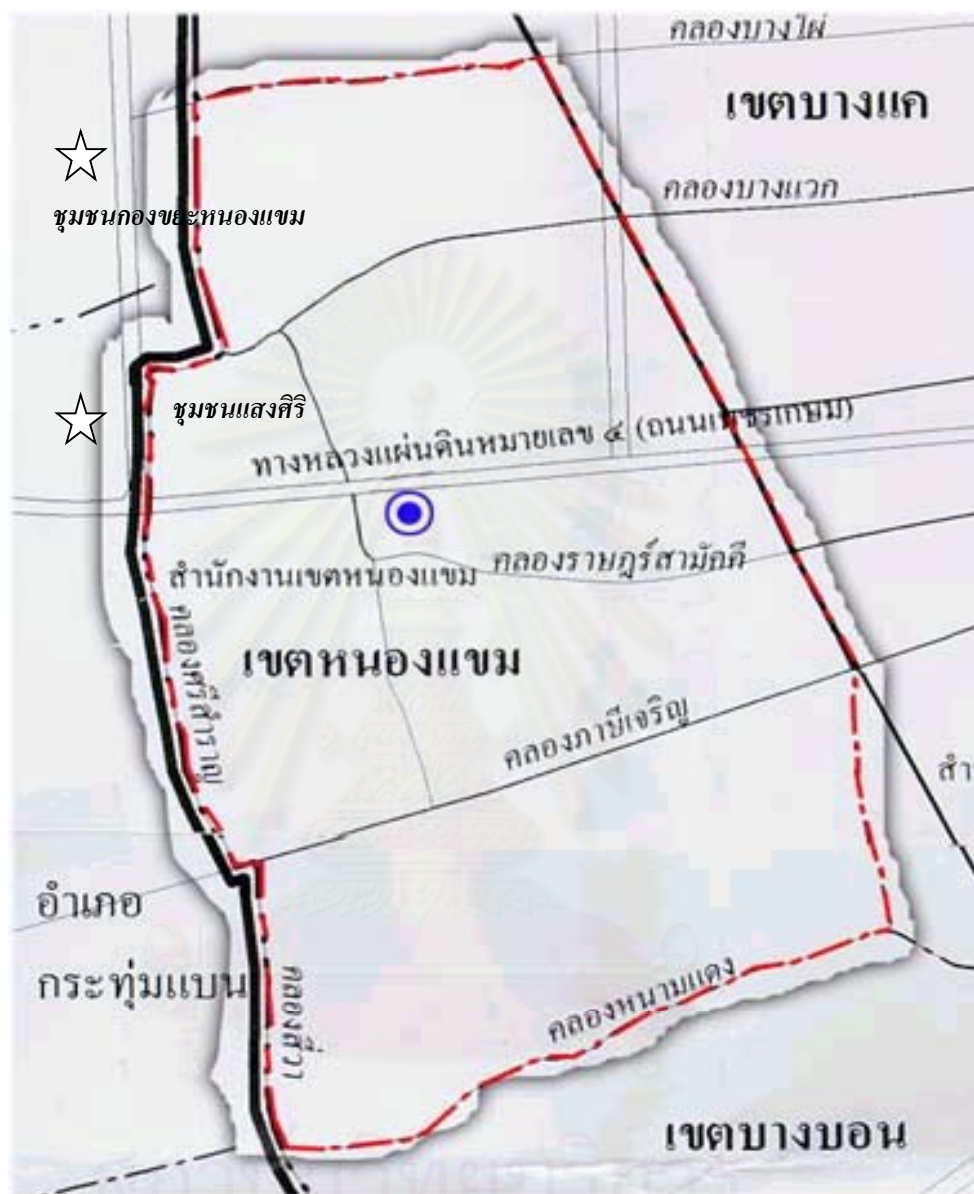 คลองบางไผ่
เขตบางแค
คลองบางแวก
ชุมชนกองขยะหนองแขม
ชุมชนแสงศิริ
ทางหลวงแผ่นดินหมายเลข ๔ (ถนนเพชรเกษม)
คลองราษฎร์สามัคคี
สำนักงานเขตหนองแขม
เขตหนองแขม
คลองศรีสำราญ
คลองภาษีเจริญ
อำเภอ
กระทุ่มแบน
คลองสี่วา
คลองหนามแดง
เขตบางบอน